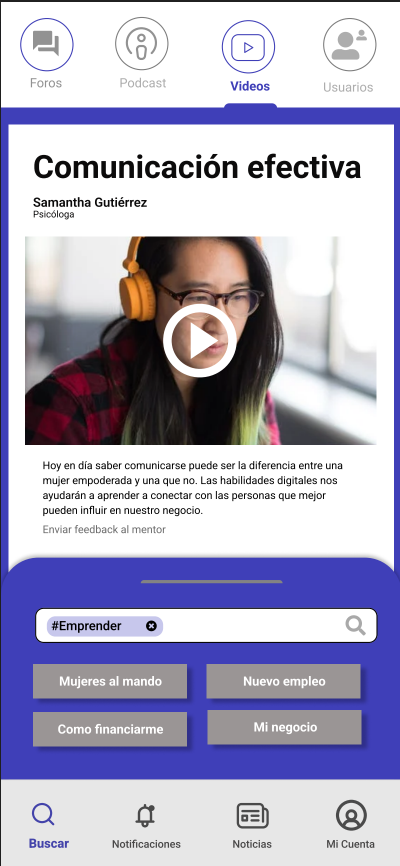 Foros
Podcast
Videos
Usuarios
Comunicación efectiva
Samantha Gutiérrez
Psicóloga
Hoy en día saber comunicarse puede ser la diferencia entre una
mujer empoderada y una que no. Las habilidades digitales nos
ayudarán a aprender a conectar con las personas que mejor
pueden influir en nuestro negocio.
Enviar feedback al mentor
#Emprender
Mujeres al mando
Nuevo empleo
Como financiarme
Mi negocio
Buscar
Notificaciones
Noticias
Mi Cuenta